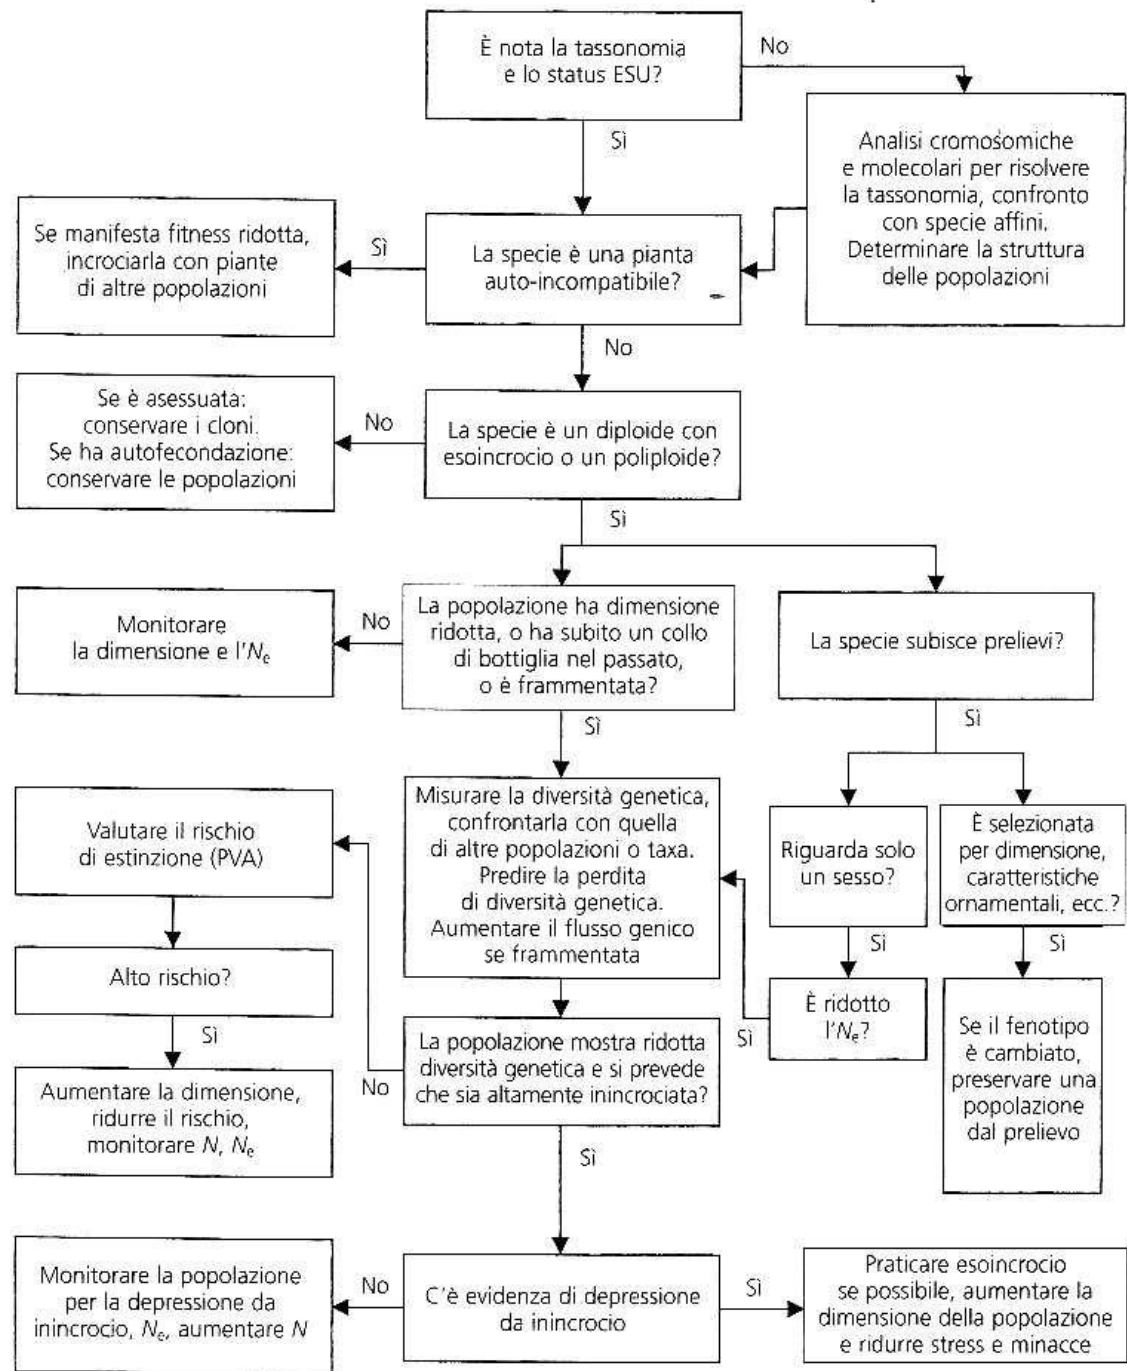 È nota la tassonomia
e lo status ESU?
No
Sì
Analisi cromosomiche
e molecolari per risolvere
la tassonomia, confronto
con specie affini.
Determinare la struttura
delle popolazioni
Se manifesta fitness ridotta,
incrociarla con piante
di altre popolazioni
Sì
La specie è una pianta
auto-incompatibile?
No
Se è asessuata:
conservare i cloni.
Se ha autofecondazione:
conservare le popolazioni
No
La specie è un diploide con
esoincrocio o un poliploide?
Sì
Monitorare
la dimensione e l'Ne
No
La popolazione ha dimensione
ridotta, o ha subito un collo
di bottiglia nel passato,
o è frammentata?
La specie subisce prelievi?
Sì
Sì
Valutare il rischio
di estinzione (PVA)
Misurare la diversità genetica,
confrontarla con quella
di altre popolazioni o taxa.
Predire la perdita
di diversità genetica.
Aumentare il flusso genico
se frammentata
Riguarda solo
un sesso?
È selezionata
per dimensione,
caratteristiche
ornamentali, ecc.?
Sì
Sì
Alto rischio?
Sì
È ridotto
l'Ne?
Sì
Se il fenotipo
è cambiato,
preservare una
popolazione
dal prelievo
La popolazione mostra ridotta
diversità genetica e si prevede
che sia altamente inincrociata?
No
Aumentare la dimensione,
ridurre il rischio,
monitorare N, Ne
Sì
Monitorare la popolazione
per la depressione da
inincrocio, Ne, aumentare N
No
C'è evidenza di depressione
da inincrocio
Sì
Praticare esoincrocio
se possibile, aumentare la
dimensione della popolazione
e ridurre stress e minacce